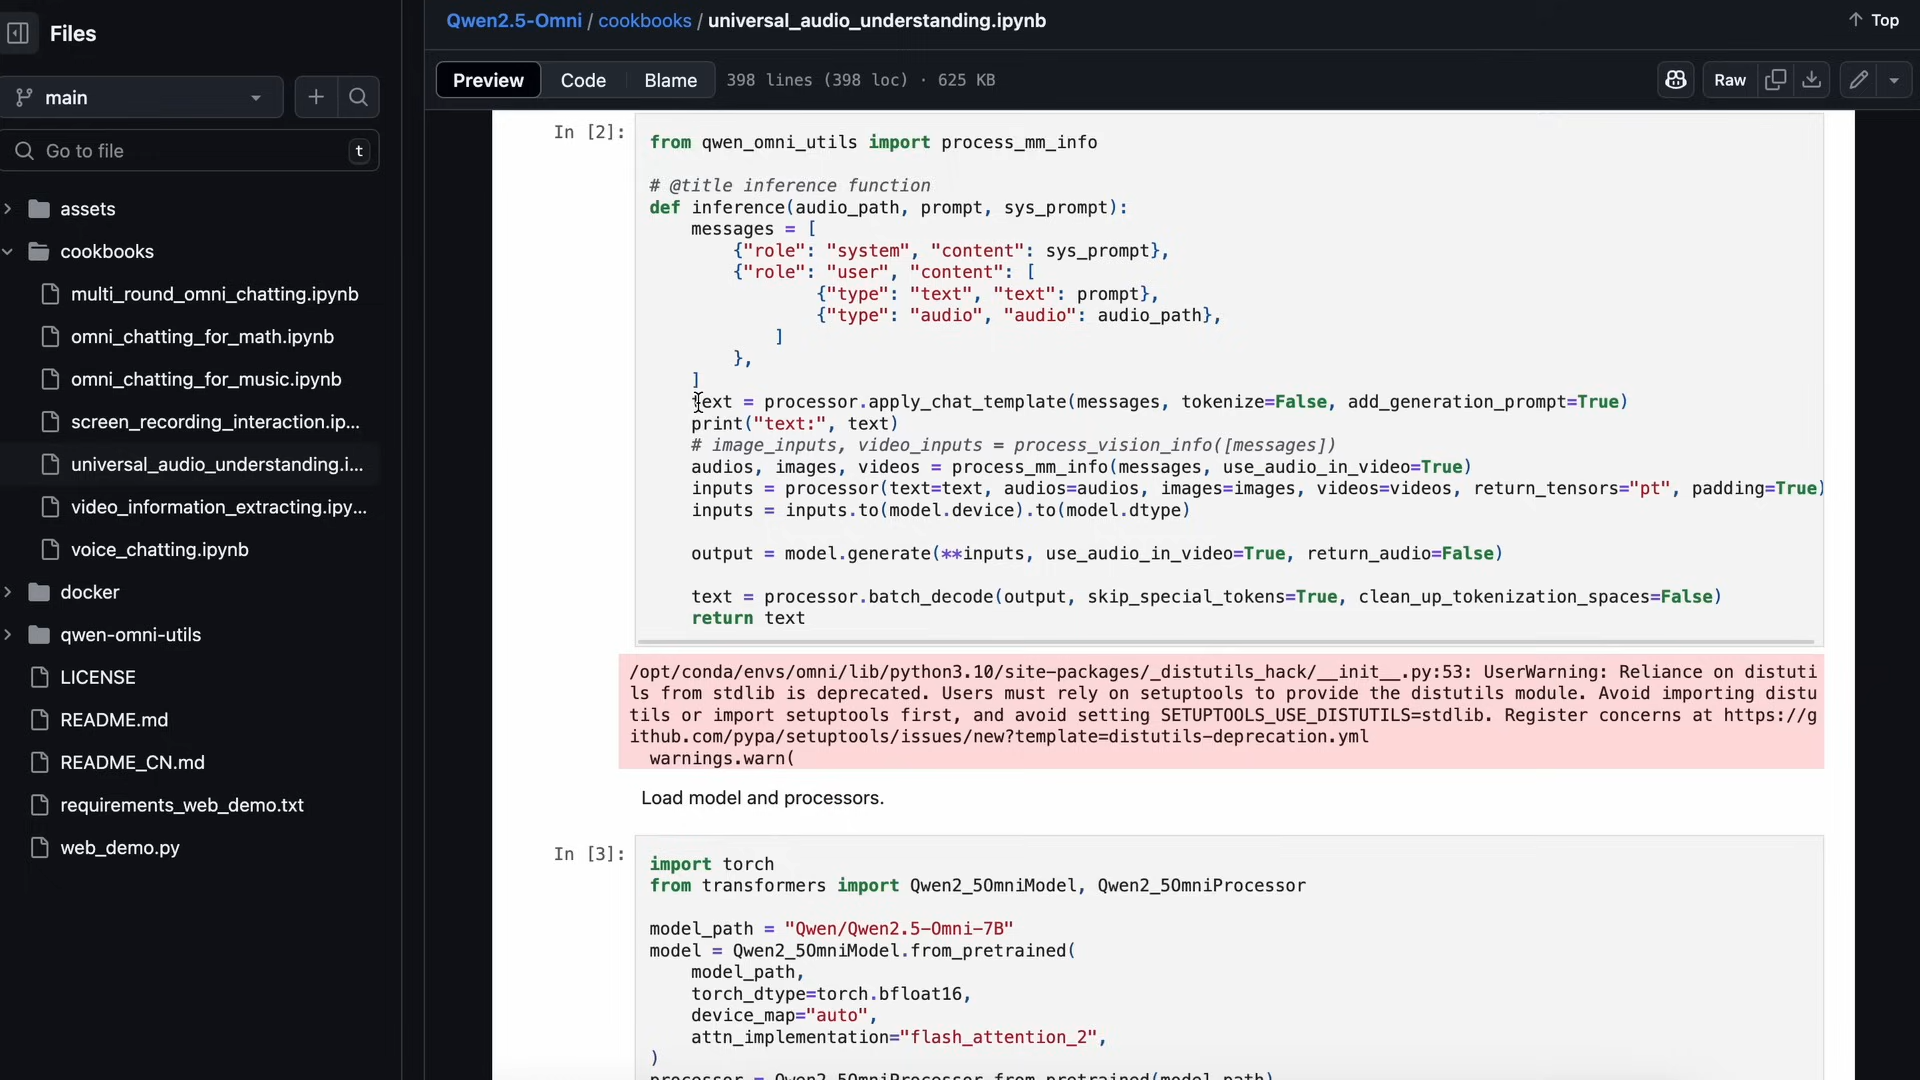 Files
main
Go to file
t
assets
cookbooks
multi_round_omni_chatting.ipynb
omni_chatting_for_math.ipynb
omni_chatting_for_music.ipynb
screen_recording_interaction.ip...
universal_audio_understanding.i...
video_information_extracting.ipy...
voice_chatting.ipynb
docker
qwen-omni-utils
LICENSE
README.md
README_CN.md
requirements_web_demo.txt
web_demo.py
Qwen2.5-Omni / cookbooks / universal_audio_understanding.ipynb
Top
Preview Code Blame 398 lines (398 loc) · 625 KB
Raw
In [2]:
from qwen_omni_utils import process_mm_info
# @title inference function
def inference(audio_path, prompt, sys_prompt):
    messages = [
        {"role": "system", "content": sys_prompt},
        {"role": "user", "content": [
                {"type": "text", "text": prompt},
                {"type": "audio", "audio": audio_path},
            ]
        },
    ]
    text = processor.apply_chat_template(messages, tokenize=False, add_generation_prompt=True)
    print("text:", text)
    # image_inputs, video_inputs = process_vision_info([messages])
    audios, images, videos = process_mm_info(messages, use_audio_in_video=True)
    inputs = processor(text=text, audios=audios, images=images, videos=videos, return_tensors="pt", padding=True)
    inputs = inputs.to(model.device).to(model.dtype)
    output = model.generate(**inputs, use_audio_in_video=True, return_audio=False)
    text = processor.batch_decode(output, skip_special_tokens=True, clean_up_tokenization_spaces=False)
    return text
/opt/conda/envs/omni/lib/python3.10/site-packages/_distutils_hack/__init__.py:53: UserWarning: Reliance on distuti
ls from stdlib is deprecated. Users must rely on setuptools to provide the distutils module. Avoid importing distu
tils or import setuptools first, and avoid setting SETUPTOOLS_USE_DISTUTILS=stdlib. Register concerns at https://g
ithub.com/pypa/setuptools/issues/new?template=distutils-deprecation.yml
  warnings.warn(
Load model and processors.
In [3]:
import torch
from transformers import Qwen2_5OmniModel, Qwen2_5OmniProcessor
model_path = "Qwen/Qwen2.5-Omni-7B"
model = Qwen2_5OmniModel.from_pretrained(
    model_path,
    torch_dtype=torch.bfloat16,
    device_map="auto",
    attn_implementation="flash_attention_2",
)
processor = Qwen2_5OmniProcessor.from_pretrained(model_path)